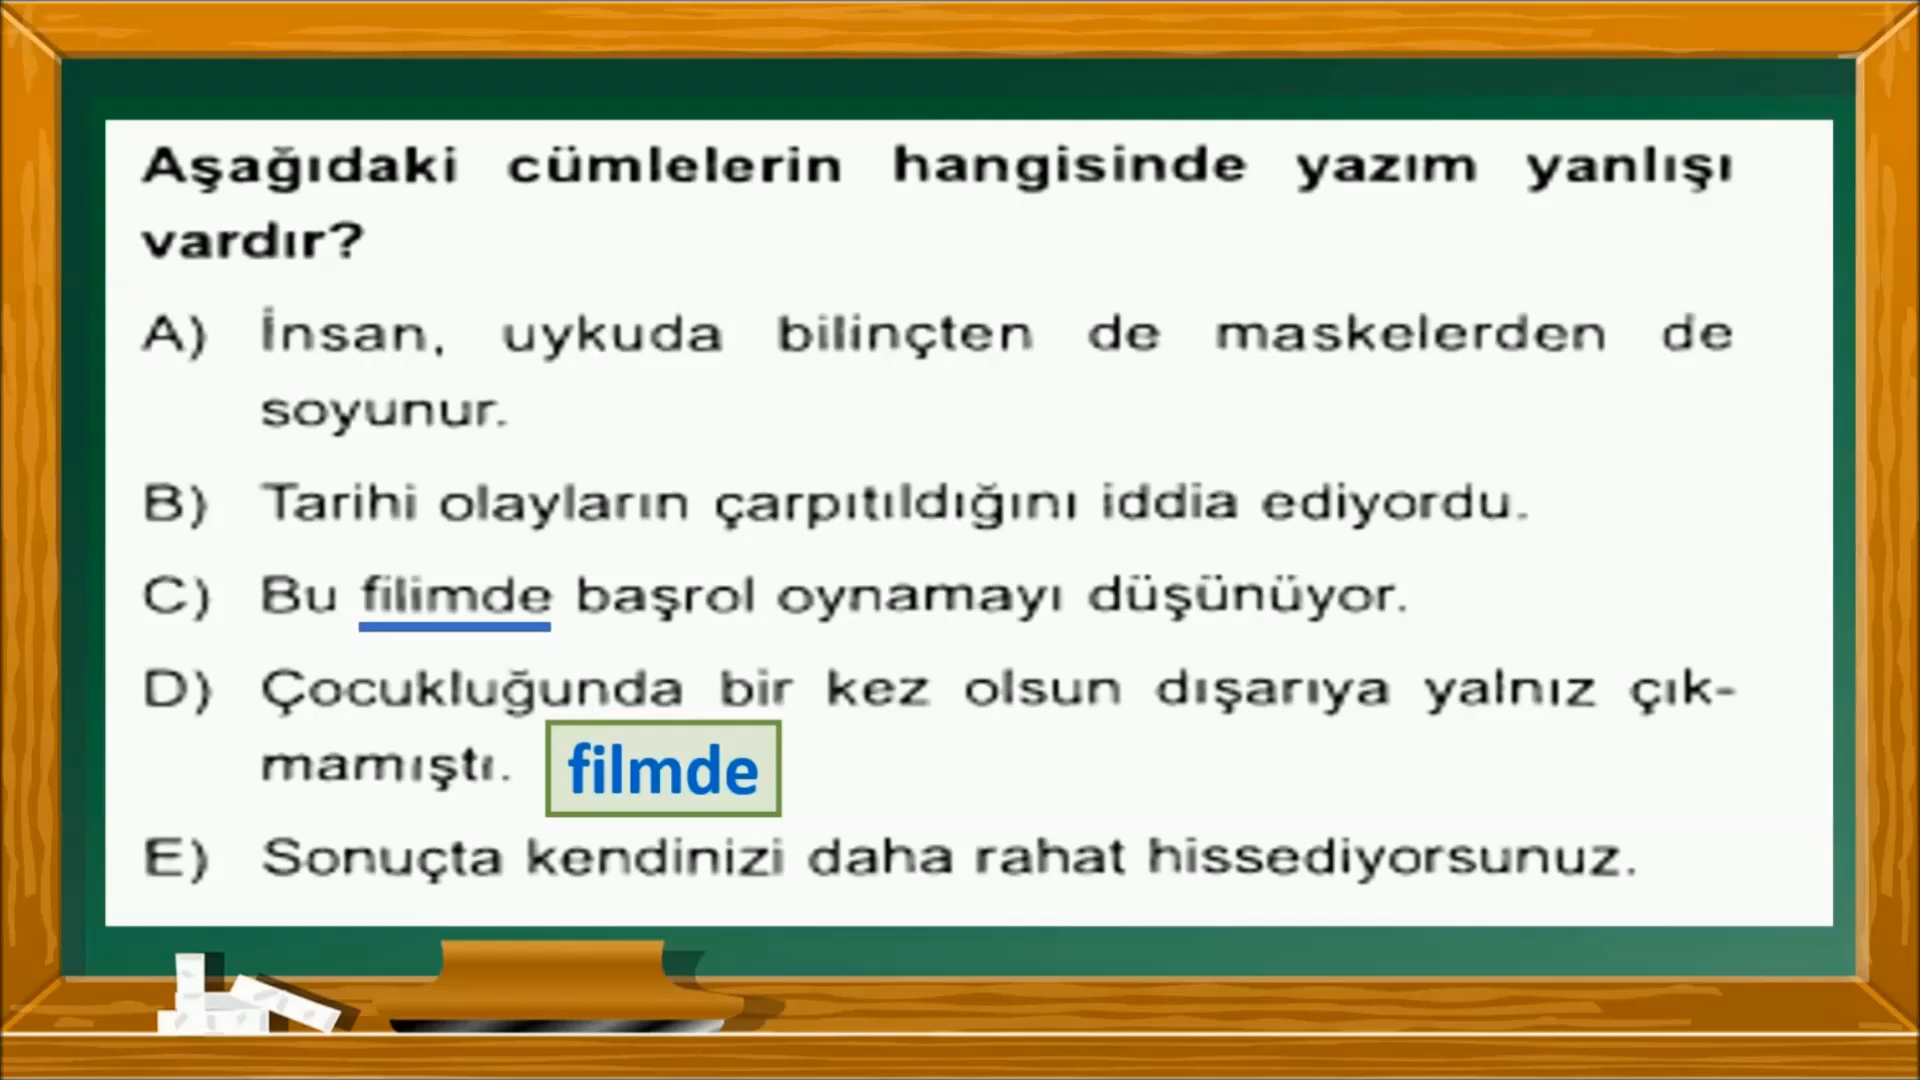 Aşağıdaki cümlelerin hangisinde yazım yanlışı
vardır?
A) İnsan, uykuda bilinçten de maskelerden de
soyunur.
B) Tarihi olayların çarpıtıldığını iddia ediyordu.
C) Bu filimde başrol oynamayı düşünüyor.
D) Çocukluğunda bir kez olsun dışarıya yalnız çık-
mamıştı.
filmde
E) Sonuçta kendinizi daha rahat hissediyorsunuz.